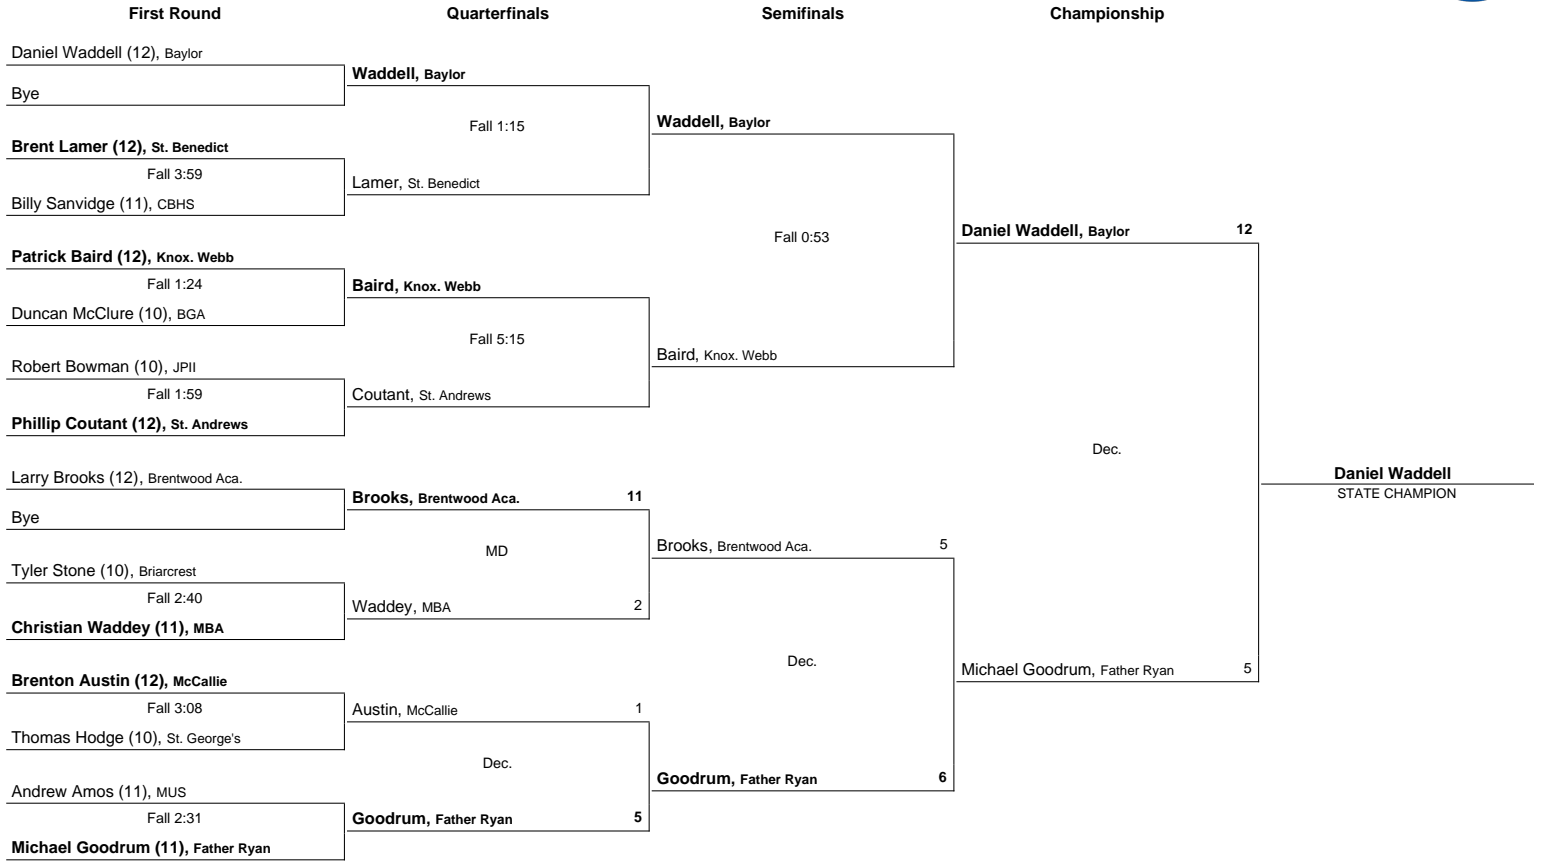 First Round Quarterfinals Semifinals Championship
Daniel Waddell (12), Baylor
Waddell, Baylor
Bye
Fall 1:15
Waddell, Baylor
Brent Lamer (12), St. Benedict
Fall 3:59
Lamer, St. Benedict
Billy Sanvidge (11), CBHS
Daniel Waddell, Baylor 12
Fall 0:53
Patrick Baird (12), Knox. Webb
Fall 1:24
Baird, Knox. Webb
Duncan McClure (10), BGA
Fall 5:15
Baird, Knox. Webb
Robert Bowman (10), JPII
Fall 1:59
Coutant, St. Andrews
Phillip Coutant (12), St. Andrews
Dec.
Daniel Waddell
STATE CHAMPION
Larry Brooks (12), Brentwood Aca.
Brooks, Brentwood Aca. 11
Bye
MD
Brooks, Brentwood Aca. 5
Tyler Stone (10), Briarcrest
Fall 2:40
Waddey, MBA 2
Christian Waddey (11), MBA
Dec.
Michael Goodrum, Father Ryan 5
Brenton Austin (12), McCallie
Fall 3:08
Austin, McCallie 1
Thomas Hodge (10), St. George's
Dec.
Goodrum, Father Ryan 6
Andrew Amos (11), MUS
Fall 2:31
Goodrum, Father Ryan 5
Michael Goodrum (11), Father Ryan